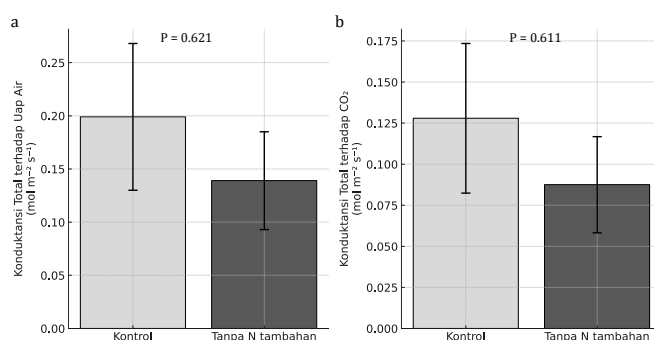 a
P = 0.621
Konduktansi Total terhadap Uap Air
(mol m⁻² s⁻¹)
0.25
0.20
0.15
0.10
0.05
0.00
Kontrol
Tanpa N tambahan
b
P = 0.611
Konduktansi Total terhadap CO₂
(mol m⁻² s⁻¹)
0.175
0.150
0.125
0.100
0.075
0.050
0.025
0.000
Kontrol
Tanpa N tambahan